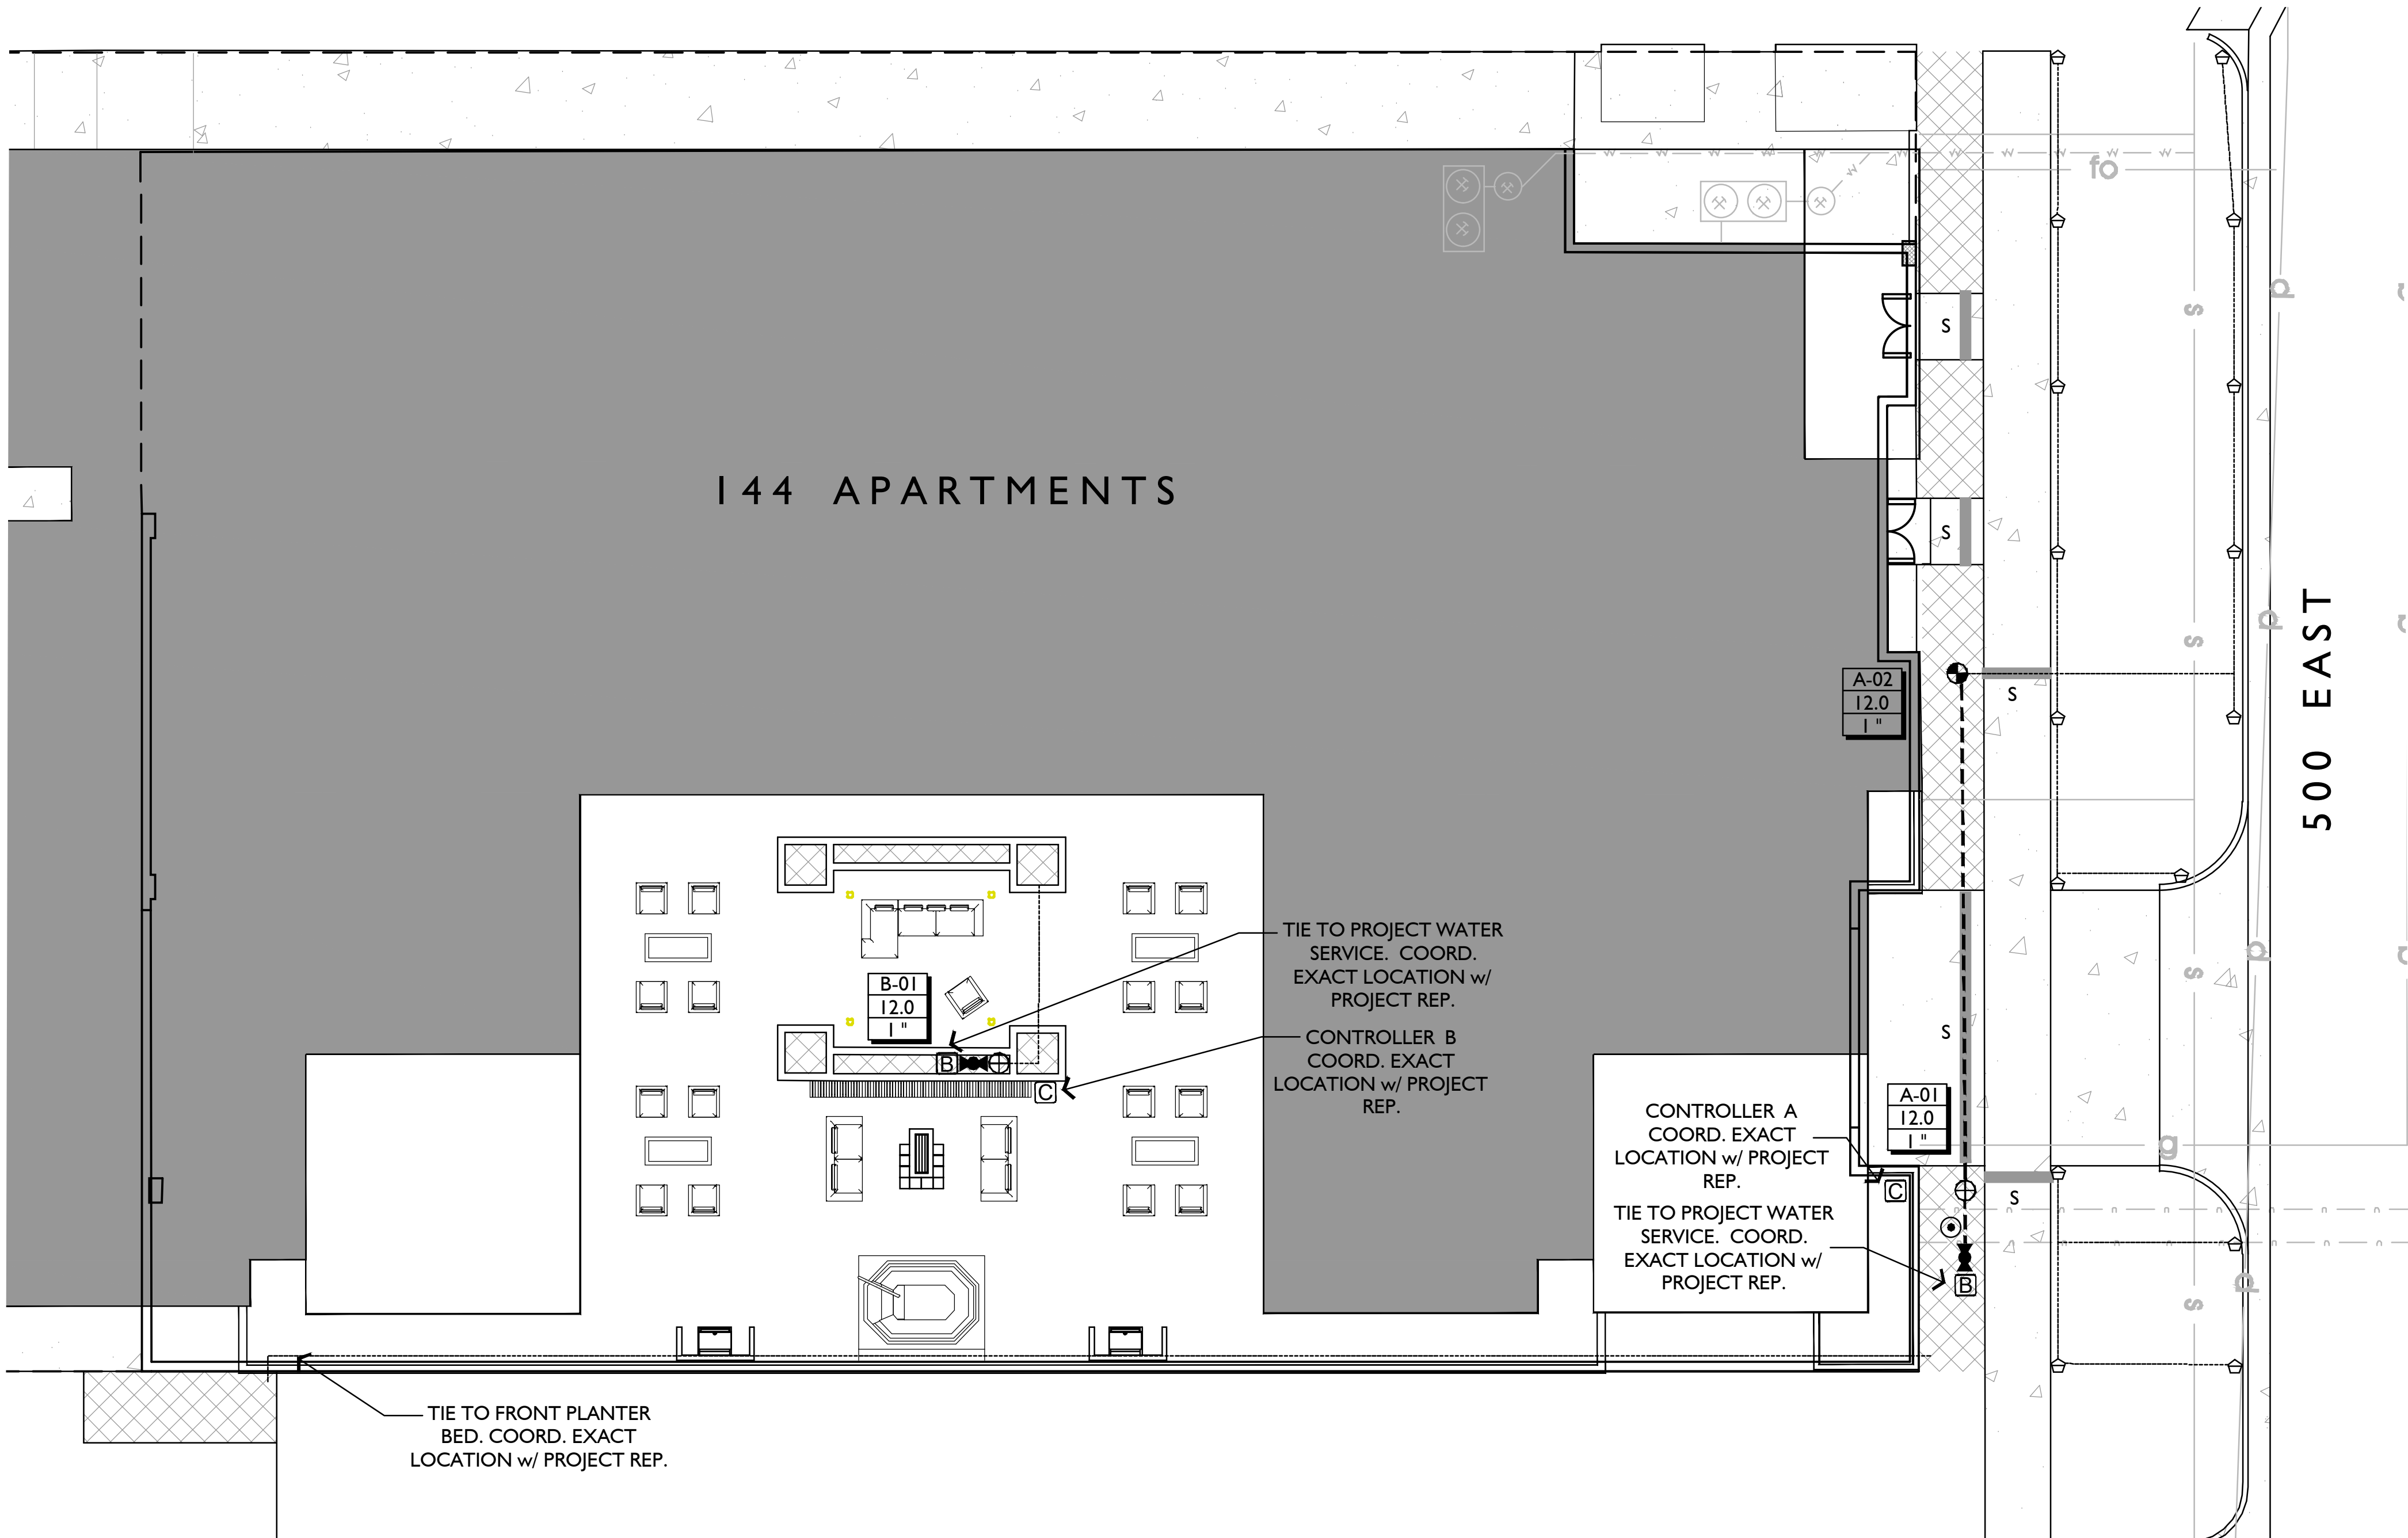 fo
S
144 APARTMENTS
S
500 EAST
A-02
12.0
1 "
S
TIE TO PROJECT WATER
SERVICE. COORD.
EXACT LOCATION w/
PROJECT REP.
B-01
12.0
1 "
CONTROLLER B
COORD. EXACT
LOCATION w/ PROJECT
REP.
B
C
S
A-01
12.0
1 "
CONTROLLER A
COORD. EXACT
LOCATION w/ PROJECT
REP.
C
S
TIE TO PROJECT WATER
SERVICE. COORD.
EXACT LOCATION w/
PROJECT REP.
B
g
s
s
s
s
p
p
p
p
w w w w w w w w w w
w
TIE TO FRONT PLANTER
BED. COORD. EXACT
LOCATION w/ PROJECT REP.